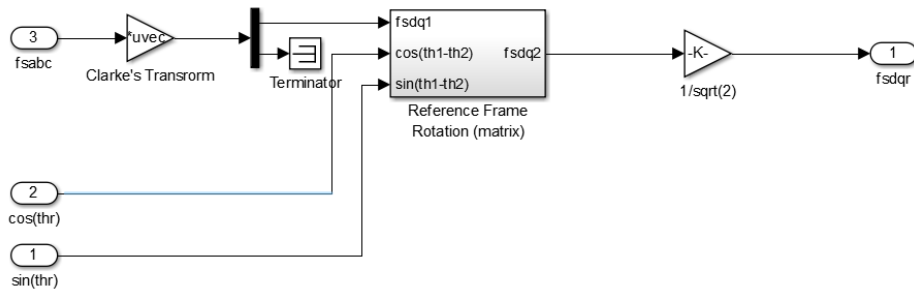 3
fsabc
*uvec
Clarke's Transrorm
Terminator
fsdq1
cos(th1-th2)
sin(th1-th2)
fsdq2
Reference Frame
Rotation (matrix)
-K-
1/sqrt(2)
1
fsdqr
2
cos(thr)
1
sin(thr)